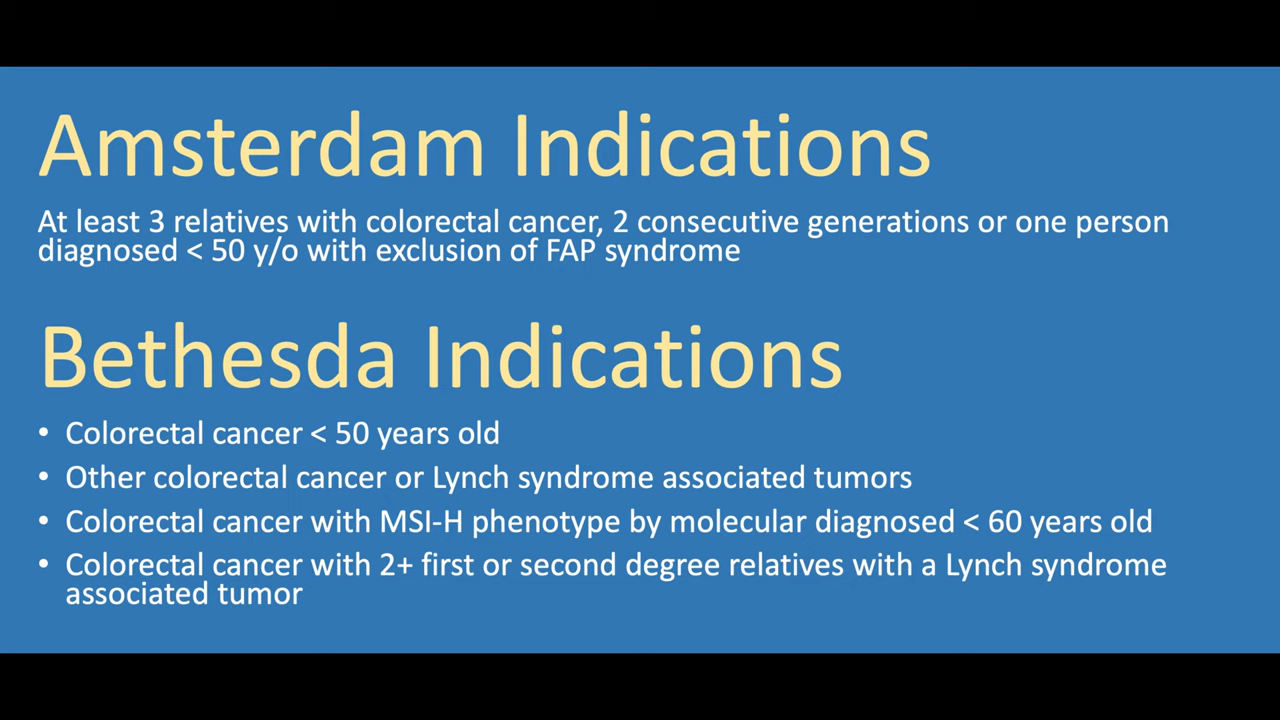 Amsterdam Indications
At least 3 relatives with colorectal cancer, 2 consecutive generations or one person
diagnosed < 50 y/o with exclusion of FAP syndrome
Bethesda Indications
• Colorectal cancer < 50 years old
• Other colorectal cancer or Lynch syndrome associated tumors
• Colorectal cancer with MSI-H phenotype by molecular diagnosed < 60 years old
• Colorectal cancer with 2+ first or second degree relatives with a Lynch syndrome
associated tumor